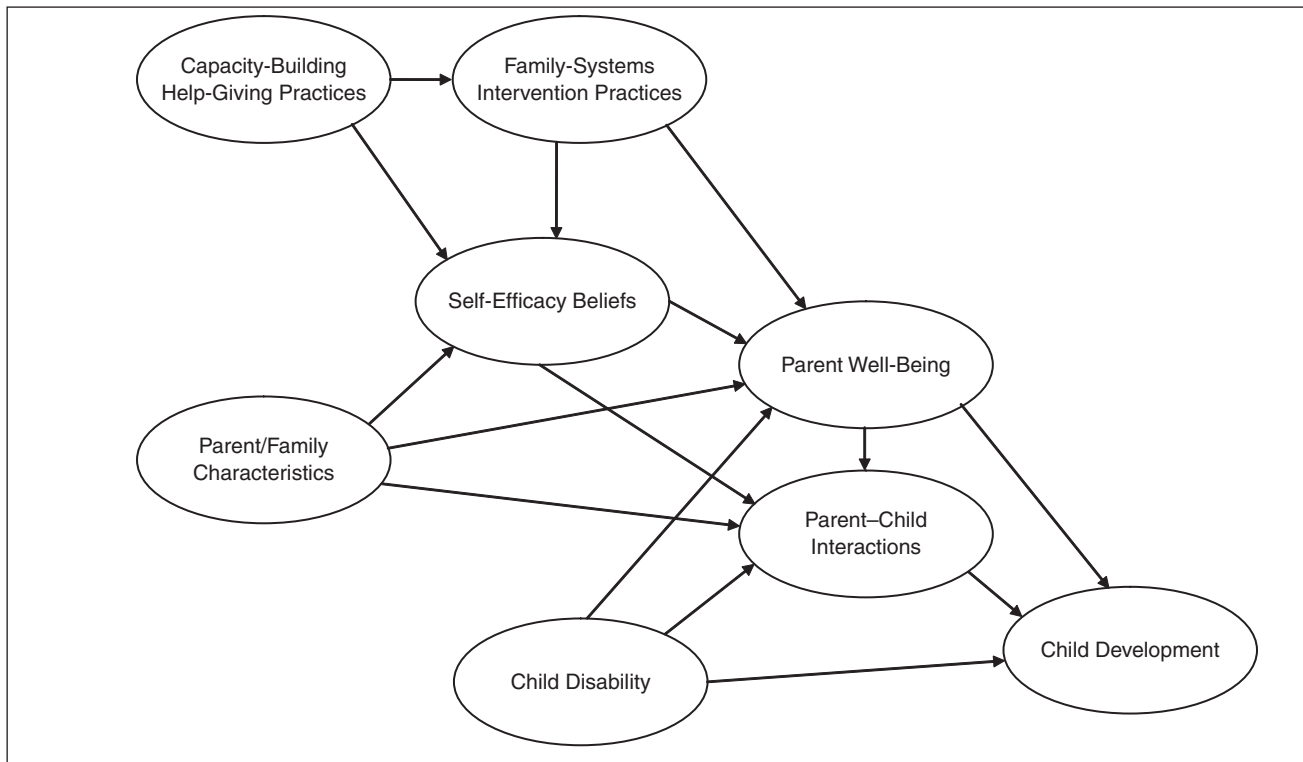 Capacity-Building
Help-Giving Practices
Family-Systems
Intervention Practices
Self-Efficacy Beliefs
Parent Well-Being
Parent/Family
Characteristics
Parent–Child
Interactions
Child Development
Child Disability